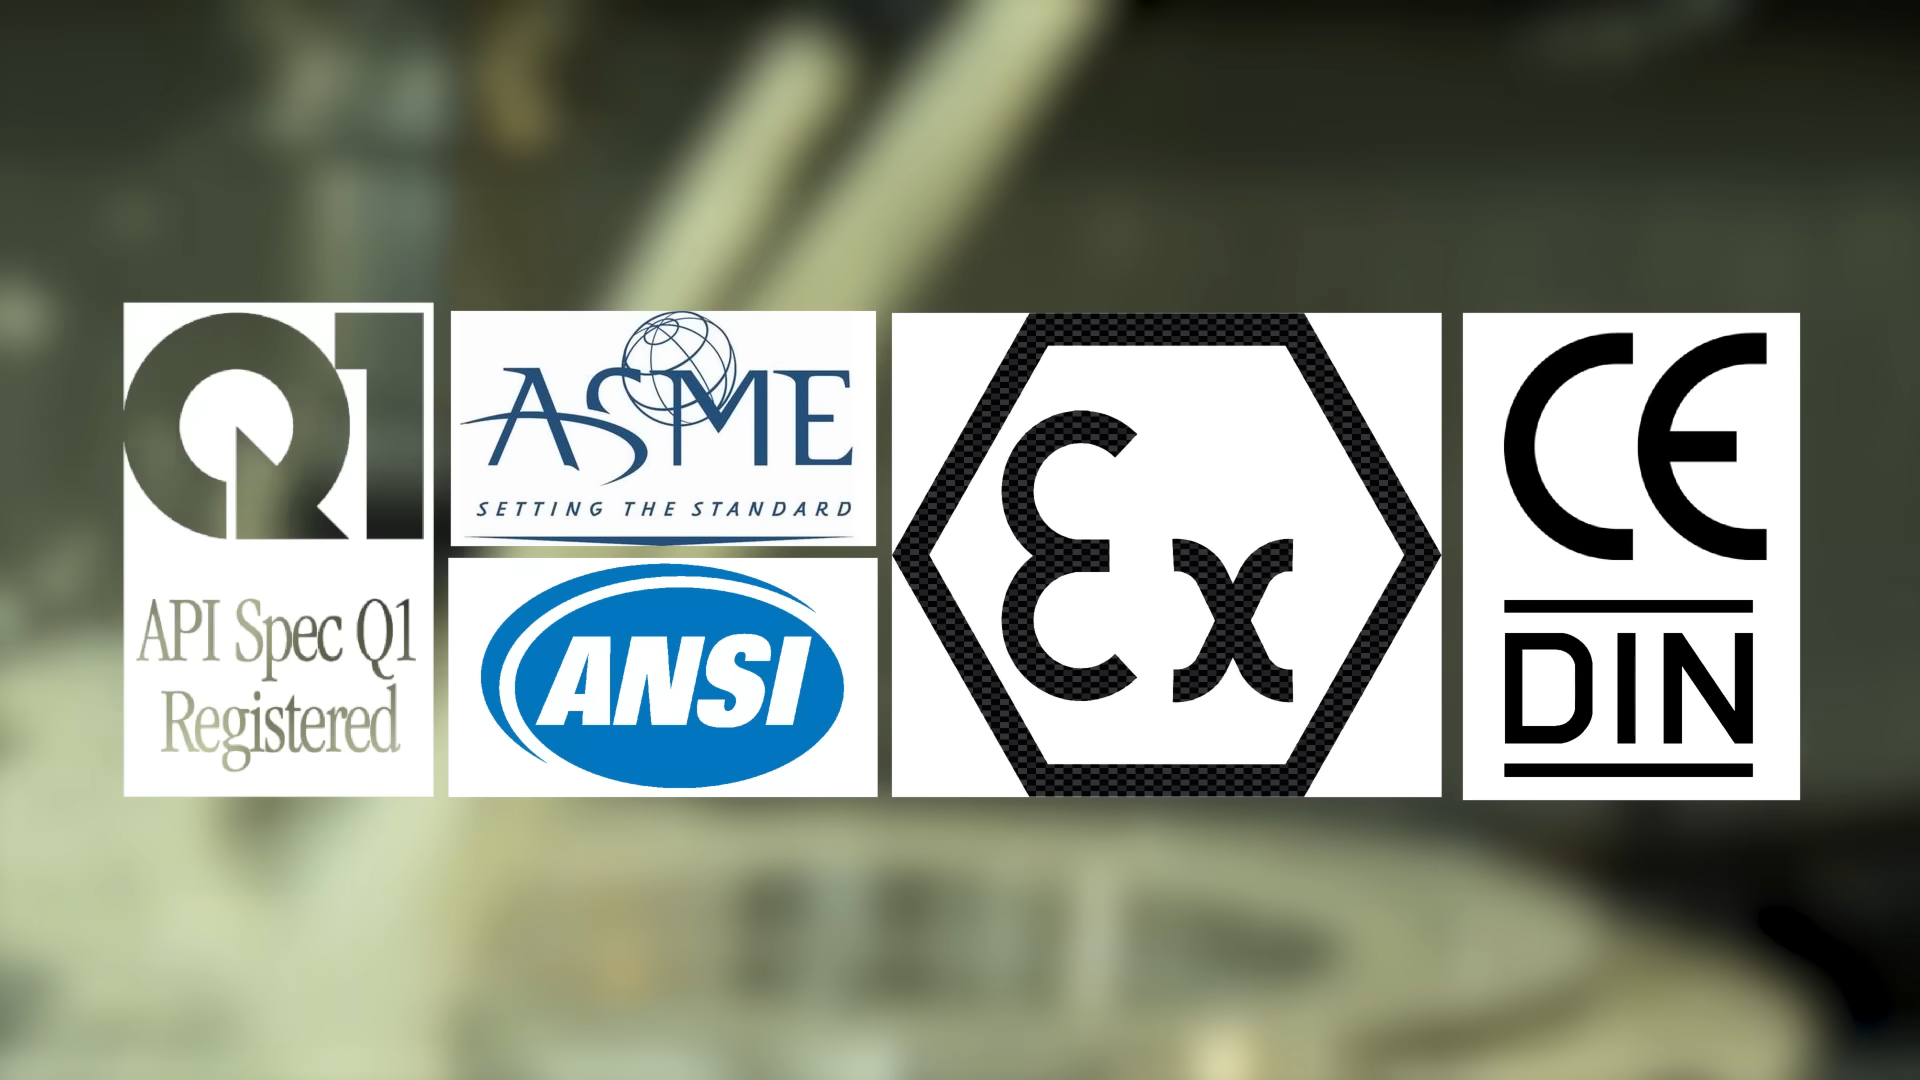 Q1
API Spec Q1
Registered
ASME
SETTING THE STANDARD
ANSI
Ex
CE
DIN